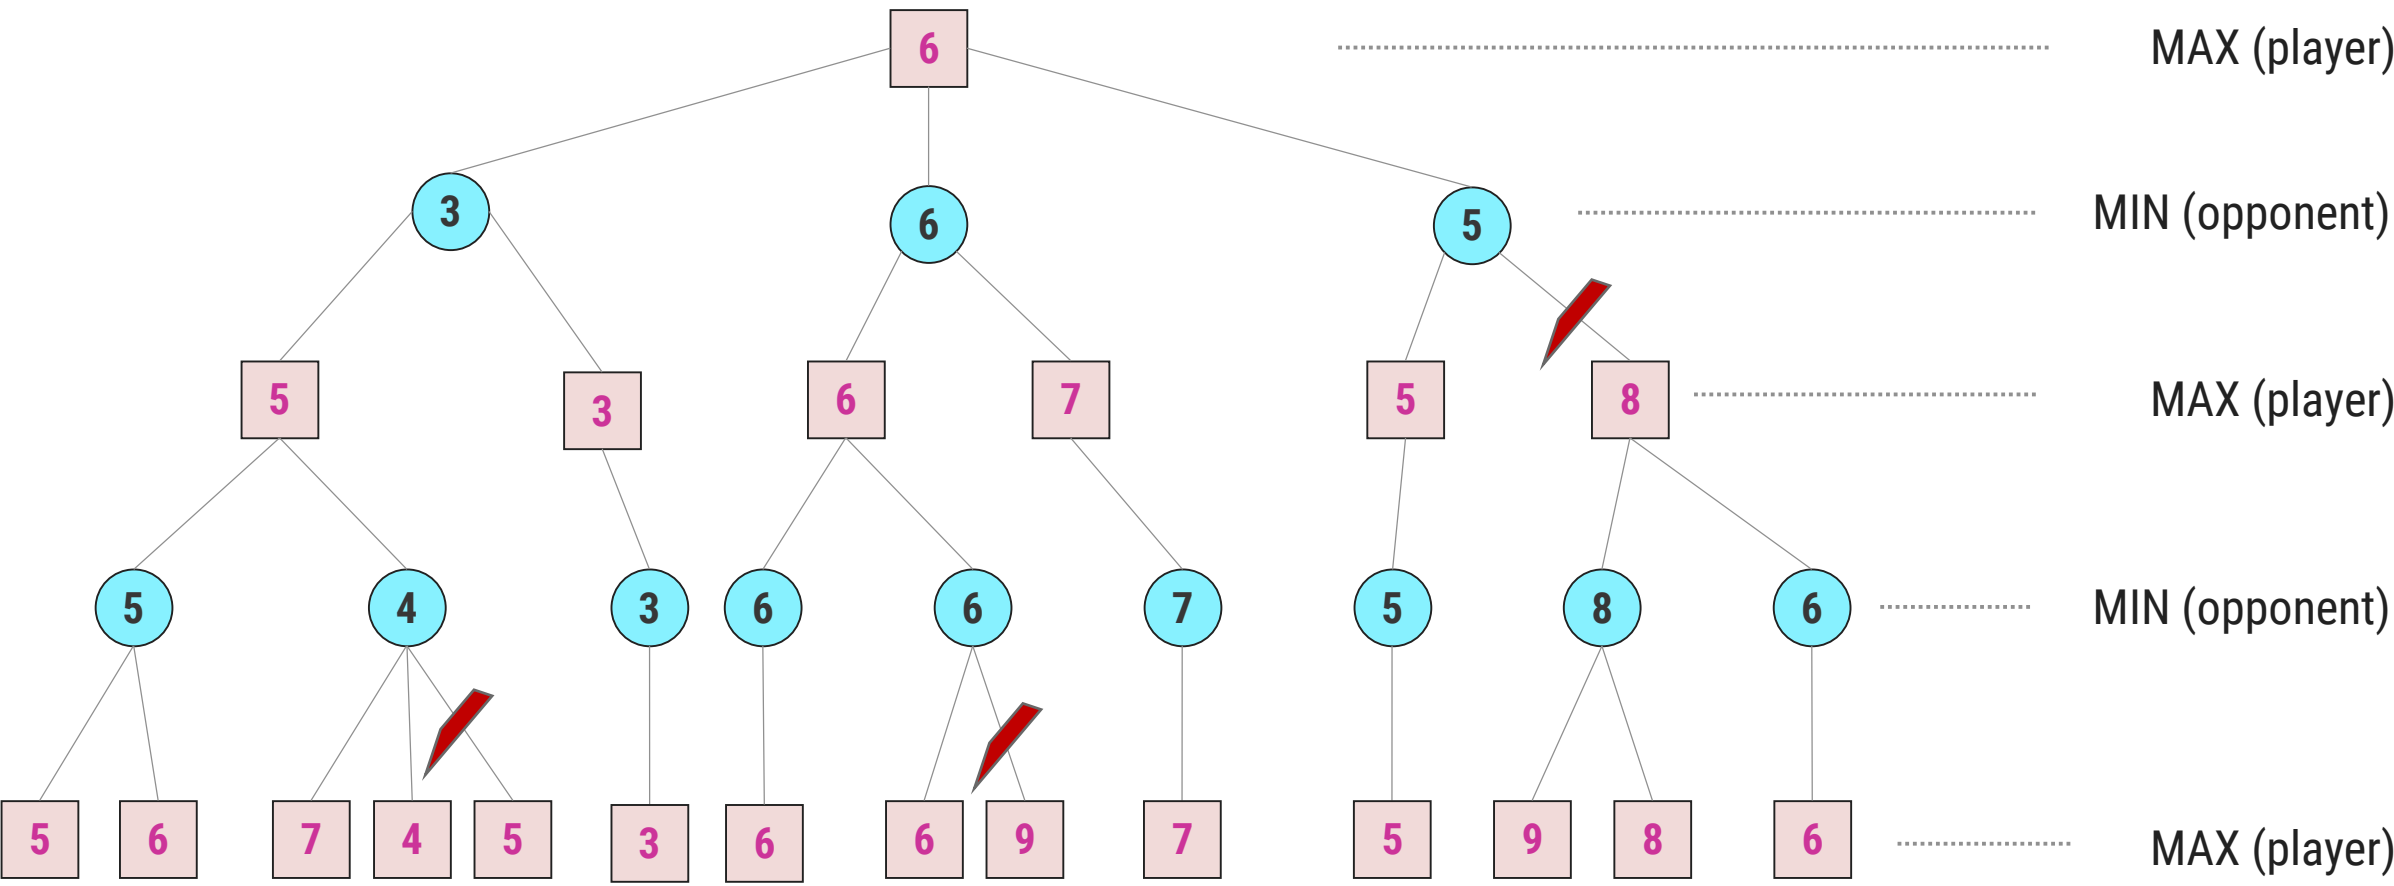 6 MAX (player)
3 6 5 MIN (opponent)
5 3 6 7 5 8 MAX (player)
5 4 3 6 6 7 5 8 6 MIN (opponent)
5 6 7 4 5 3 6 6 9 7 5 9 8 6 MAX (player)